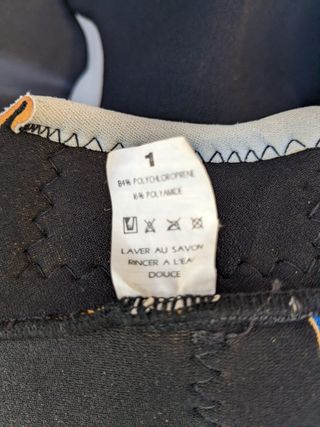 1
84% POLYCHLOROPRENE
16% POLYAMIDE
LAVER AU SAVON
RINCER A L'EAU
DOUCE